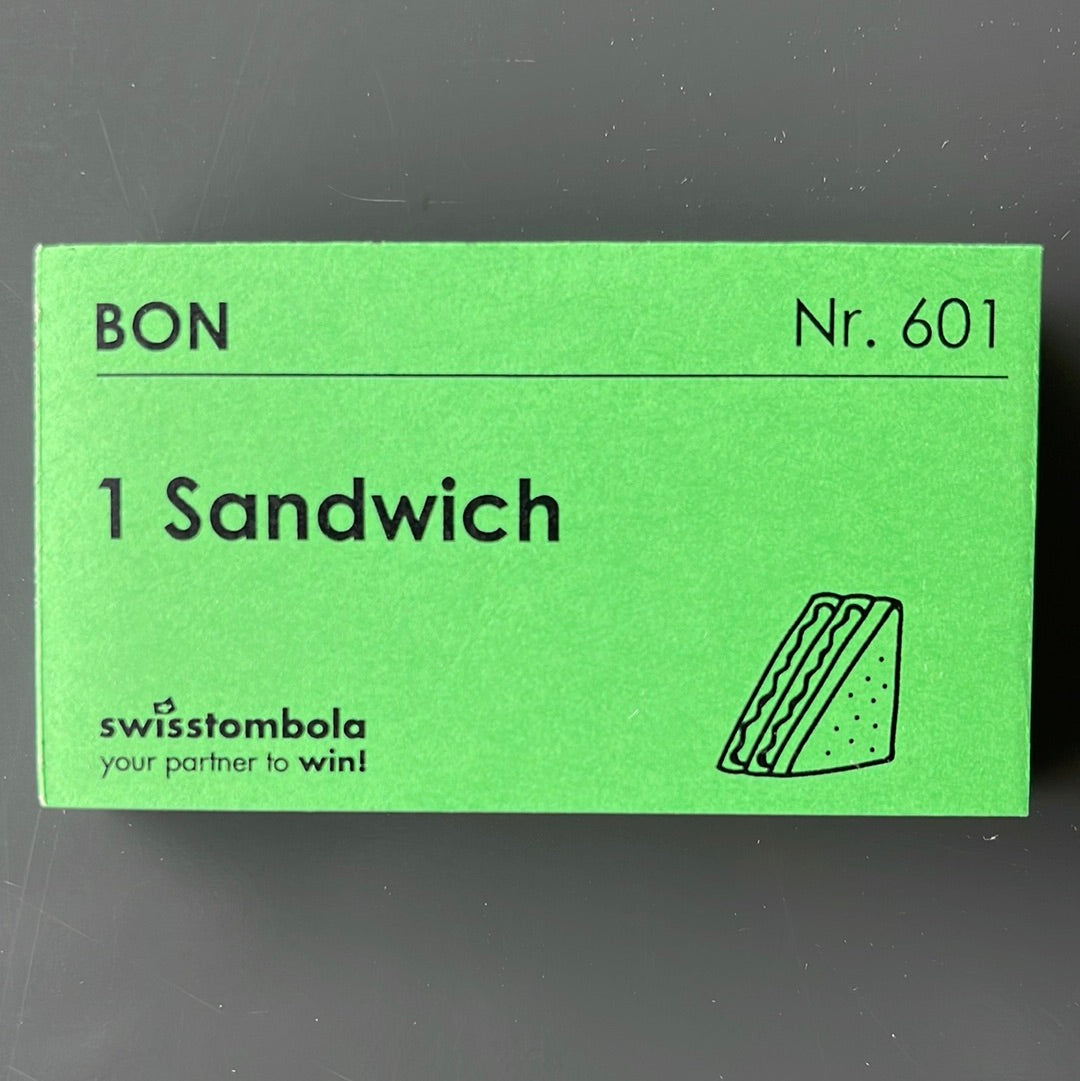 BON
Nr. 601
1 Sandwich
swisstombola
your partner to win!